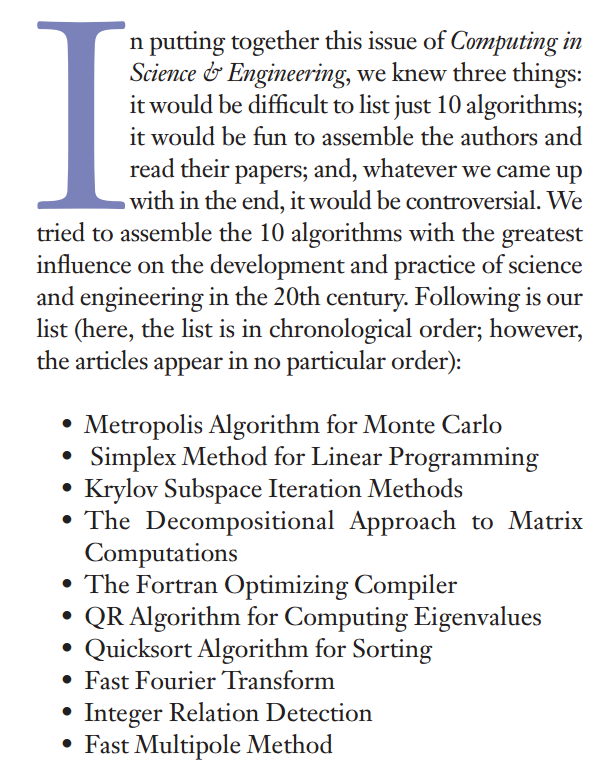 In putting together this issue of Computing in
Science & Engineering, we knew three things:
it would be difficult to list just 10 algorithms;
it would be fun to assemble the authors and
read their papers; and, whatever we came up
with in the end, it would be controversial. We
tried to assemble the 10 algorithms with the greatest
influence on the development and practice of science
and engineering in the 20th century. Following is our
list (here, the list is in chronological order; however,
the articles appear in no particular order):
• Metropolis Algorithm for Monte Carlo
• Simplex Method for Linear Programming
• Krylov Subspace Iteration Methods
• The Decompositional Approach to Matrix
Computations
• The Fortran Optimizing Compiler
• QR Algorithm for Computing Eigenvalues
• Quicksort Algorithm for Sorting
• Fast Fourier Transform
• Integer Relation Detection
• Fast Multipole Method